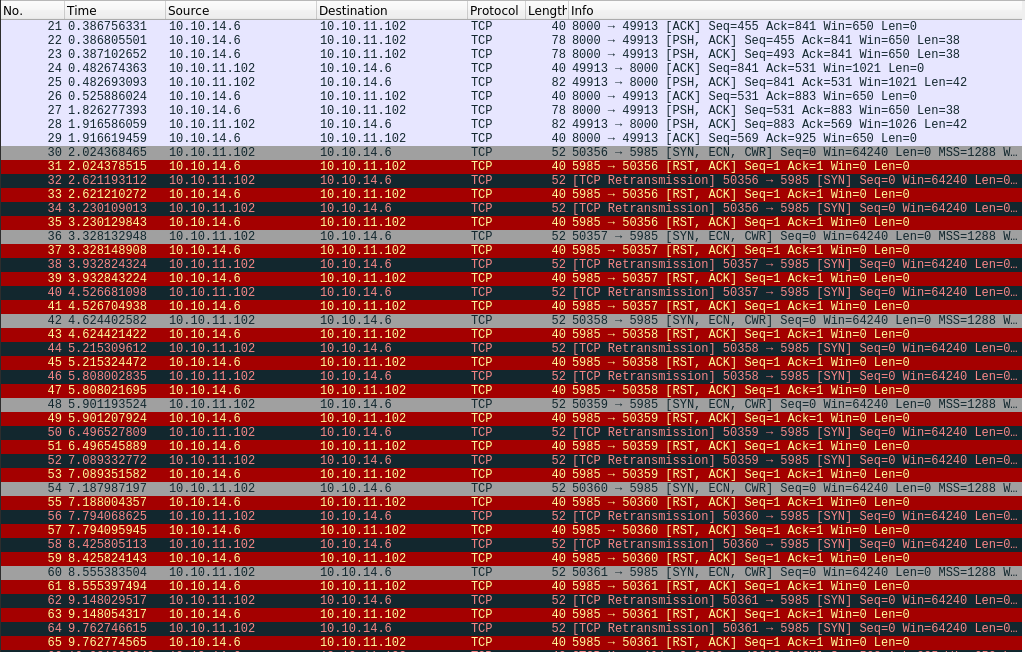 No. Time Source Destination Protocol Length Info
21 0.386756331 10.10.14.6 10.10.11.102 TCP 40 8000 → 49913 [ACK] Seq=455 Ack=841 Win=650 Len=0
22 0.386805501 10.10.14.6 10.10.11.102 TCP 78 8000 → 49913 [PSH, ACK] Seq=455 Ack=841 Win=650 Len=38
23 0.387102652 10.10.14.6 10.10.11.102 TCP 78 8000 → 49913 [PSH, ACK] Seq=493 Ack=841 Win=650 Len=38
24 0.482674363 10.10.11.102 10.10.14.6 TCP 40 49913 → 8000 [ACK] Seq=841 Ack=531 Win=1021 Len=0
25 0.482693093 10.10.11.102 10.10.14.6 TCP 82 49913 → 8000 [PSH, ACK] Seq=841 Ack=531 Win=1021 Len=42
26 0.525886024 10.10.14.6 10.10.11.102 TCP 40 8000 → 49913 [ACK] Seq=531 Ack=883 Win=650 Len=0
27 1.826277393 10.10.14.6 10.10.11.102 TCP 78 8000 → 49913 [PSH, ACK] Seq=531 Ack=883 Win=650 Len=38
28 1.916586059 10.10.11.102 10.10.14.6 TCP 82 49913 → 8000 [PSH, ACK] Seq=883 Ack=569 Win=1026 Len=42
29 1.916619459 10.10.14.6 10.10.11.102 TCP 40 8000 → 49913 [ACK] Seq=569 Ack=925 Win=650 Len=0
30 2.024368465 10.10.11.102 10.10.14.6 TCP 52 50356 → 5985 [SYN, ECN, CWR] Seq=0 Win=64240 Len=0 MSS=1288 W…
31 2.024378515 10.10.14.6 10.10.11.102 TCP 40 5985 → 50356 [RST, ACK] Seq=1 Ack=1 Win=0 Len=0
32 2.621193112 10.10.11.102 10.10.14.6 TCP 52 [TCP Retransmission] 50356 → 5985 [SYN] Seq=0 Win=64240 Len=0…
33 2.621210272 10.10.14.6 10.10.11.102 TCP 40 5985 → 50356 [RST, ACK] Seq=1 Ack=1 Win=0 Len=0
34 3.230109013 10.10.11.102 10.10.14.6 TCP 52 [TCP Retransmission] 50356 → 5985 [SYN] Seq=0 Win=64240 Len=0…
35 3.230129843 10.10.14.6 10.10.11.102 TCP 40 5985 → 50356 [RST, ACK] Seq=1 Ack=1 Win=0 Len=0
36 3.328132948 10.10.11.102 10.10.14.6 TCP 52 50357 → 5985 [SYN, ECN, CWR] Seq=0 Win=64240 Len=0 MSS=1288 W…
37 3.328148908 10.10.14.6 10.10.11.102 TCP 40 5985 → 50357 [RST, ACK] Seq=1 Ack=1 Win=0 Len=0
38 3.932824324 10.10.11.102 10.10.14.6 TCP 52 [TCP Retransmission] 50357 → 5985 [SYN] Seq=0 Win=64240 Len=0…
39 3.932843224 10.10.14.6 10.10.11.102 TCP 40 5985 → 50357 [RST, ACK] Seq=1 Ack=1 Win=0 Len=0
40 4.526681098 10.10.11.102 10.10.14.6 TCP 52 [TCP Retransmission] 50357 → 5985 [SYN] Seq=0 Win=64240 Len=0…
41 4.526704938 10.10.14.6 10.10.11.102 TCP 40 5985 → 50357 [RST, ACK] Seq=1 Ack=1 Win=0 Len=0
42 4.624402582 10.10.11.102 10.10.14.6 TCP 52 50358 → 5985 [SYN, ECN, CWR] Seq=0 Win=64240 Len=0 MSS=1288 W…
43 4.624421422 10.10.14.6 10.10.11.102 TCP 40 5985 → 50358 [RST, ACK] Seq=1 Ack=1 Win=0 Len=0
44 5.215309612 10.10.11.102 10.10.14.6 TCP 52 [TCP Retransmission] 50358 → 5985 [SYN] Seq=0 Win=64240 Len=0…
45 5.215324472 10.10.14.6 10.10.11.102 TCP 40 5985 → 50358 [RST, ACK] Seq=1 Ack=1 Win=0 Len=0
46 5.808002835 10.10.11.102 10.10.14.6 TCP 52 [TCP Retransmission] 50358 → 5985 [SYN] Seq=0 Win=64240 Len=0…
47 5.808021695 10.10.14.6 10.10.11.102 TCP 40 5985 → 50358 [RST, ACK] Seq=1 Ack=1 Win=0 Len=0
48 5.901193524 10.10.11.102 10.10.14.6 TCP 52 50359 → 5985 [SYN, ECN, CWR] Seq=0 Win=64240 Len=0 MSS=1288 W…
49 5.901207924 10.10.14.6 10.10.11.102 TCP 40 5985 → 50359 [RST, ACK] Seq=1 Ack=1 Win=0 Len=0
50 6.496527809 10.10.11.102 10.10.14.6 TCP 52 [TCP Retransmission] 50359 → 5985 [SYN] Seq=0 Win=64240 Len=0…
51 6.496545889 10.10.14.6 10.10.11.102 TCP 40 5985 → 50359 [RST, ACK] Seq=1 Ack=1 Win=0 Len=0
52 7.089332772 10.10.11.102 10.10.14.6 TCP 52 [TCP Retransmission] 50359 → 5985 [SYN] Seq=0 Win=64240 Len=0…
53 7.089351582 10.10.14.6 10.10.11.102 TCP 40 5985 → 50359 [RST, ACK] Seq=1 Ack=1 Win=0 Len=0
54 7.187987197 10.10.11.102 10.10.14.6 TCP 52 50360 → 5985 [SYN, ECN, CWR] Seq=0 Win=64240 Len=0 MSS=1288 W…
55 7.188004357 10.10.14.6 10.10.11.102 TCP 40 5985 → 50360 [RST, ACK] Seq=1 Ack=1 Win=0 Len=0
56 7.794068625 10.10.11.102 10.10.14.6 TCP 52 [TCP Retransmission] 50360 → 5985 [SYN] Seq=0 Win=64240 Len=0…
57 7.794095945 10.10.14.6 10.10.11.102 TCP 40 5985 → 50360 [RST, ACK] Seq=1 Ack=1 Win=0 Len=0
58 8.425805113 10.10.11.102 10.10.14.6 TCP 52 [TCP Retransmission] 50360 → 5985 [SYN] Seq=0 Win=64240 Len=0…
59 8.425824143 10.10.14.6 10.10.11.102 TCP 40 5985 → 50360 [RST, ACK] Seq=1 Ack=1 Win=0 Len=0
60 8.555383504 10.10.11.102 10.10.14.6 TCP 52 50361 → 5985 [SYN, ECN, CWR] Seq=0 Win=64240 Len=0 MSS=1288 W…
61 8.555397494 10.10.14.6 10.10.11.102 TCP 40 5985 → 50361 [RST, ACK] Seq=1 Ack=1 Win=0 Len=0
62 9.148029517 10.10.11.102 10.10.14.6 TCP 52 [TCP Retransmission] 50361 → 5985 [SYN] Seq=0 Win=64240 Len=0…
63 9.148054317 10.10.14.6 10.10.11.102 TCP 40 5985 → 50361 [RST, ACK] Seq=1 Ack=1 Win=0 Len=0
64 9.762746615 10.10.11.102 10.10.14.6 TCP 52 [TCP Retransmission] 50361 → 5985 [SYN] Seq=0 Win=64240 Len=0…
65 9.762774565 10.10.14.6 10.10.11.102 TCP 40 5985 → 50361 [RST, ACK] Seq=1 Ack=1 Win=0 Len=0